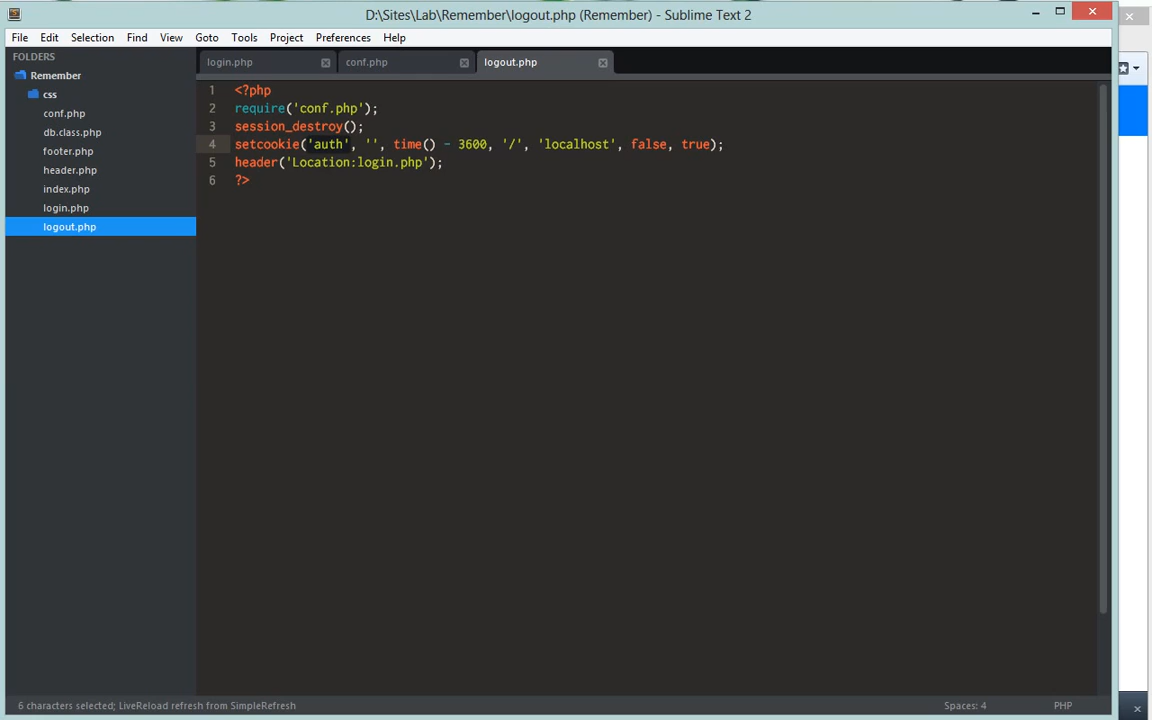 D:\Sites\Lab\Remember\logout.php (Remember) - Sublime Text 2
File Edit Selection Find View Goto Tools Project Preferences Help
FOLDERS
Remember
css
conf.php
db.class.php
footer.php
header.php
index.php
login.php
logout.php
login.php conf.php logout.php
1 <?php
2 require('conf.php');
3 session_destroy();
4 setcookie('auth', '', time() - 3600, '/', 'localhost', false, true);
5 header('Location:login.php');
6 ?>
6 characters selected; LiveReload refresh from SimpleRefresh Spaces: 4 PHP